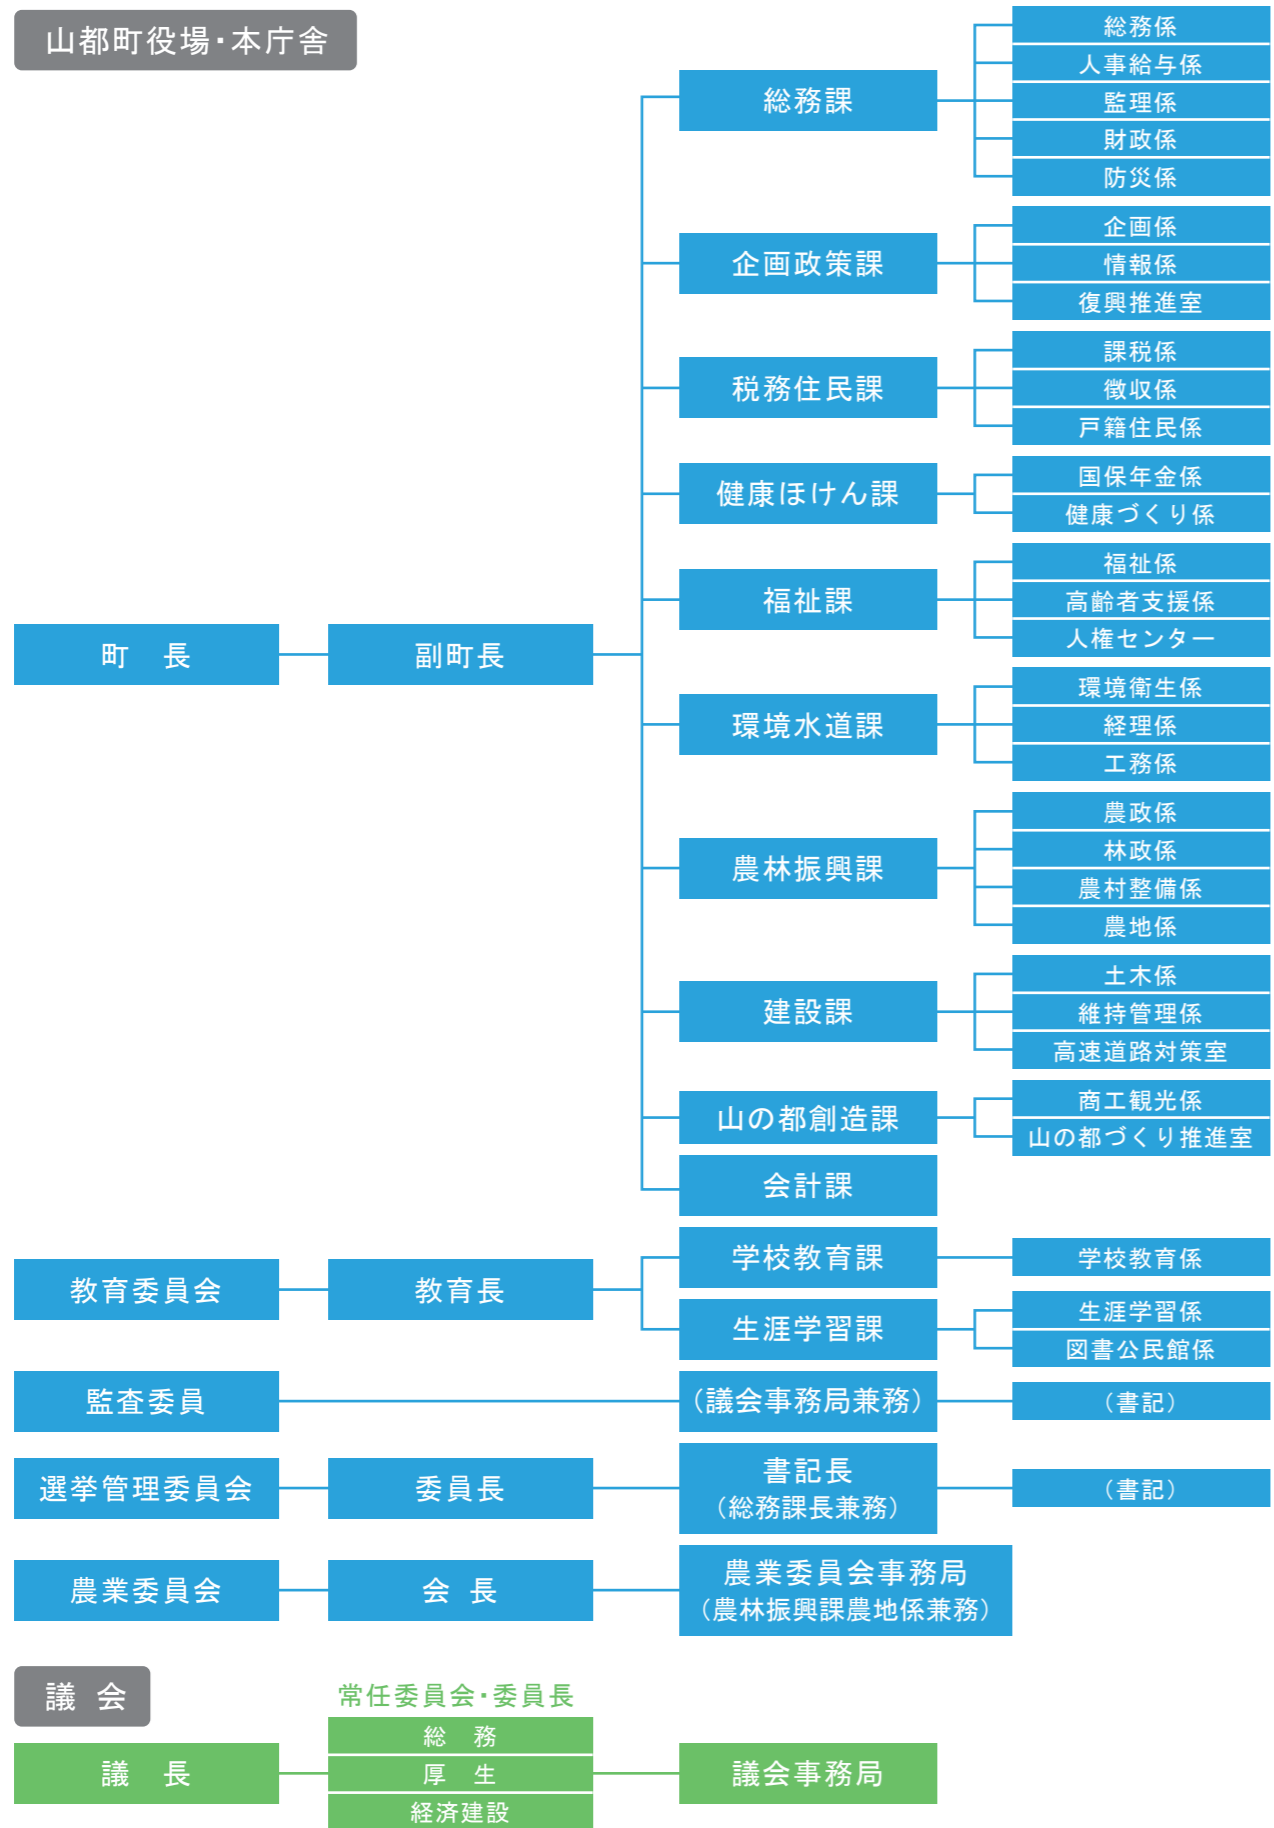 山都町役場・本庁舎
町　長
副町長
総務課
総務係
人事給与係
監理係
財政係
防災係
企画政策課
企画係
情報係
復興推進室
税務住民課
課税係
徴収係
戸籍住民係
健康ほけん課
国保年金係
健康づくり係
福祉課
福祉係
高齢者支援係
人権センター
環境水道課
環境衛生係
経理係
工務係
農林振興課
農政係
林政係
農村整備係
農地係
建設課
土木係
維持管理係
高速道路対策室
山の都創造課
商工観光係
山の都づくり推進室
会計課
教育委員会
教育長
学校教育課
学校教育係
生涯学習課
生涯学習係
図書公民館係
監査委員
（議会事務局兼務）
（書記）
選挙管理委員会
委員長
書記長
（総務課長兼務）
（書記）
農業委員会
会 長
農業委員会事務局
（農林振興課農地係兼務）
議 会
議　長
常任委員会・委員長
総　務
厚　生
経済建設
議会事務局